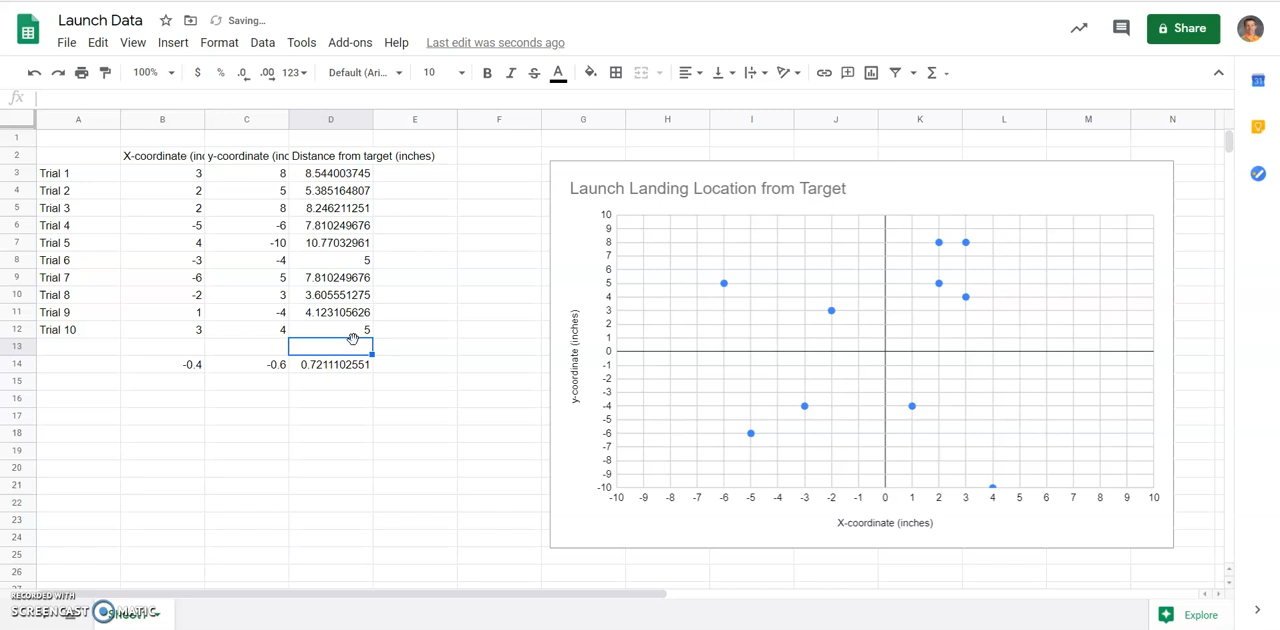 Launch Data Saving...
File Edit View Insert Format Data Tools Add-ons Help Last edit was seconds ago
Share
100% $ % .0 .00 123 Default (Ari... 10 B I S A
31
fx
A B C D E F G H I J K L M N
1
2 X-coordinate (inc y-coordinate (inc Distance from target (inches)
3 Trial 1 3 8 8.544003745
4 Trial 2 2 5 5.385164807
5 Trial 3 2 8 8.246211251
6 Trial 4 -5 -6 7.810249676
7 Trial 5 4 -10 10.77032961
8 Trial 6 -3 -4 5
9 Trial 7 -6 5 7.810249676
10 Trial 8 -2 3 3.605551275
11 Trial 9 1 -4 4.123105626
12 Trial 10 3 4 5
13
14 -0.4 -0.6 0.7211102551
15
16
17
18
19
20
21
22
23
24
25
26
Launch Landing Location from Target
10
9
8
7
6
5
4
3
2
1
0
-1
-2
-3
-4
-5
-6
-7
-8
-9
-10
y-coordinate (inches)
-10 -9 -8 -7 -6 -5 -4 -3 -2 -1 0 1 2 3 4 5 6 7 8 9 10
X-coordinate (inches)
RECORDED WITH
SCREENCAST MATIC
Explore